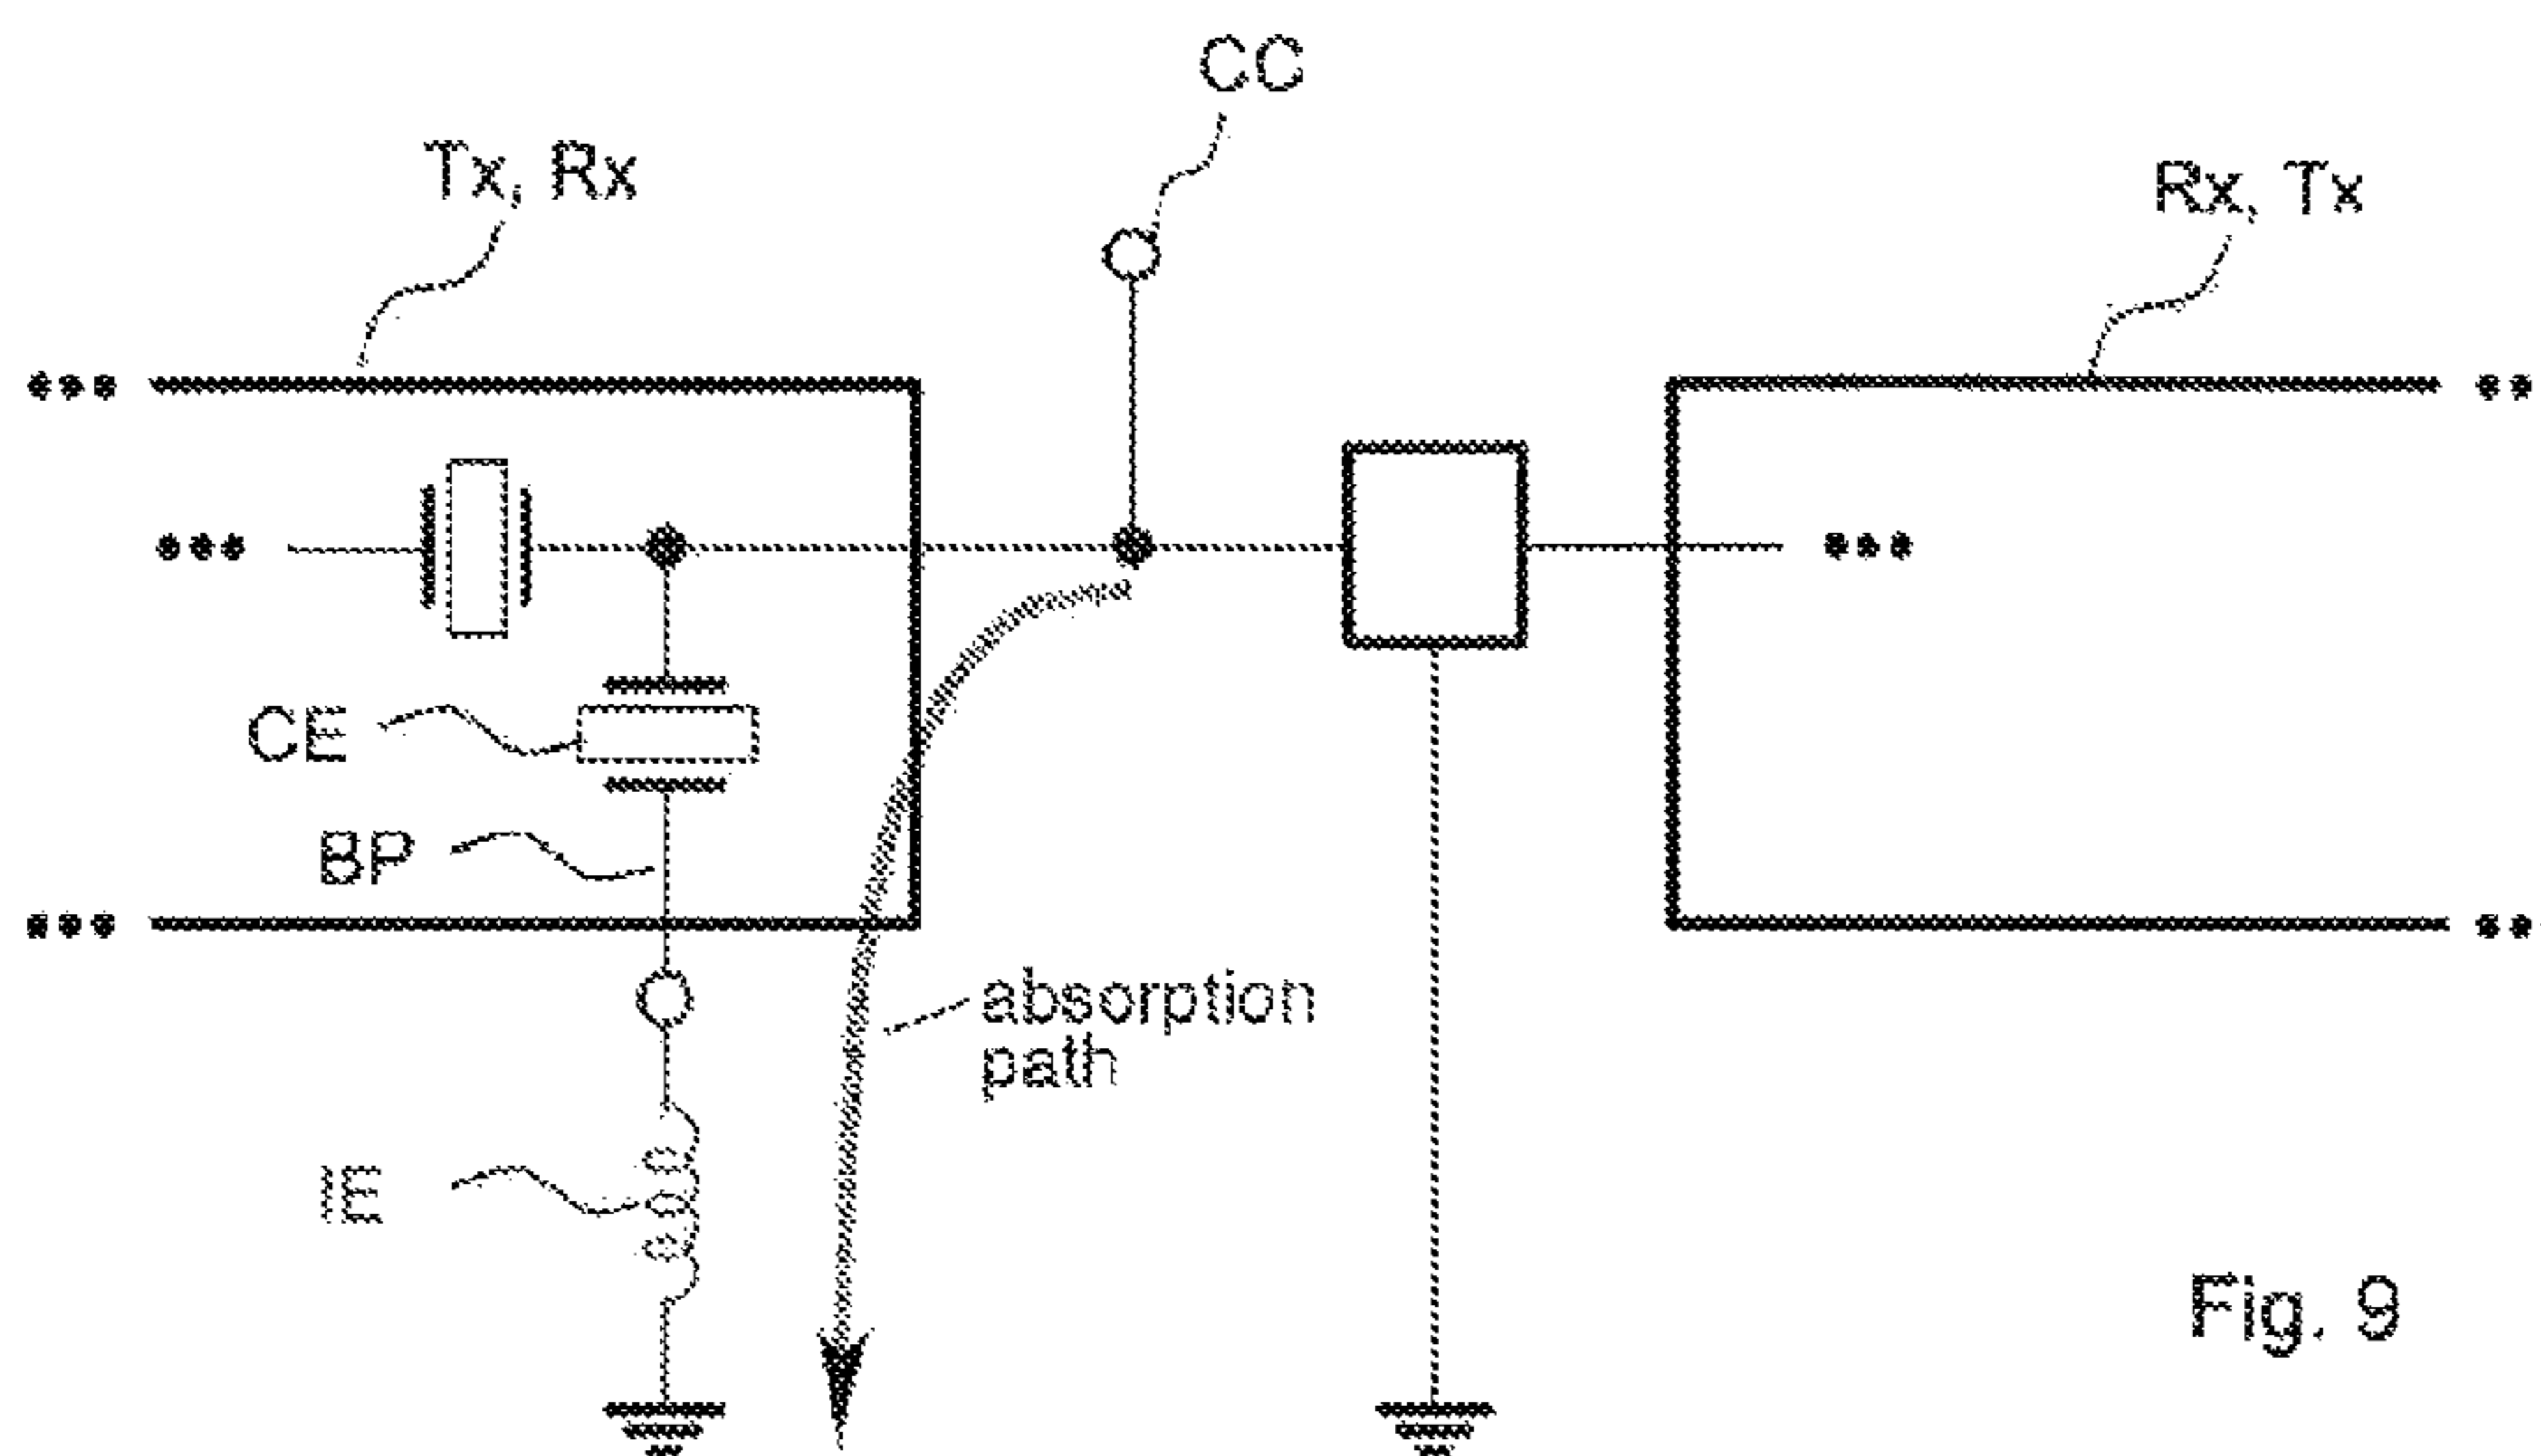 CC
Tx, Rx
Rx, Tx
CE
BP
absorption
path
IE
Fig. 9